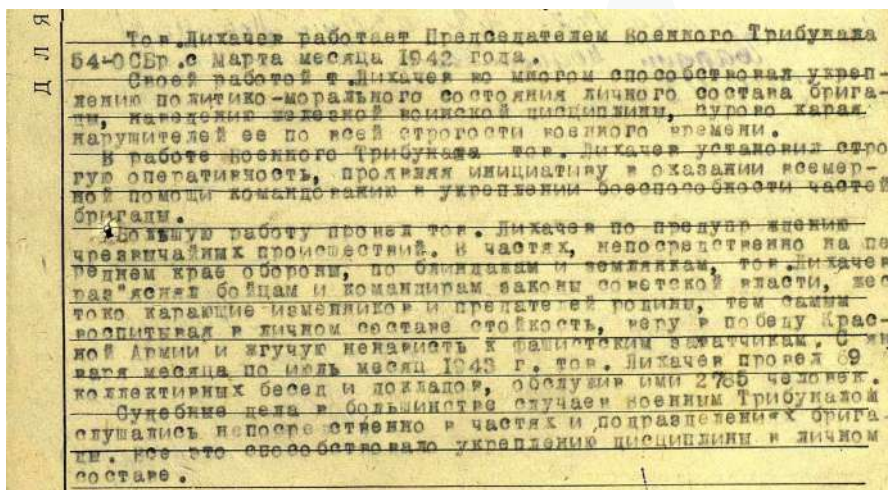 ДЛЯ
Тов.Лихачев работает Председателем Военного Трибунала
54-ОСБр .с марта месяца 1942 года.
Своей работой т.Лихачев во многом способствовал укреп-
лению политико-морального состояния личного состава брига-
ды, наведению железной воинской дисциплины, сурово карая
нарушителей ее по всей строгости военного времени.
В работе Военного Трибунала тов. Лихачев установил стро
гую оперативность, проявляя инициативу в оказании всемер-
ной помощи командованию в укреплении боеспособности частей
бригады.
Большую работу провел тов. Лихачев по предупр ждению
чрезвычайных происшествий. В частях, непосредственно на пе
реднем крае обороны, по блиндажам и землянкам, тов.Лихачев
раз"яснял бойцам и командирам законы советской власти, жес
токо карающие изменников и предателей родины, тем самым
воспитывая в личном составе стойкость, веру в победу Крас-
ной Армии и жгучую ненависть к фашистским захватчикам. С ян
варя месяца по июль месяц 1943 г. тов. Лихачев провел 69
коллективных бесед и докладов, обслужив ими 2785 человек.
Судебные дела в большинстве случаев Военным Трибуналом
слушались непосредственно в частях и подразделениях брига-
ды. Все это способствовало укреплению дисциплины в личном
составе.